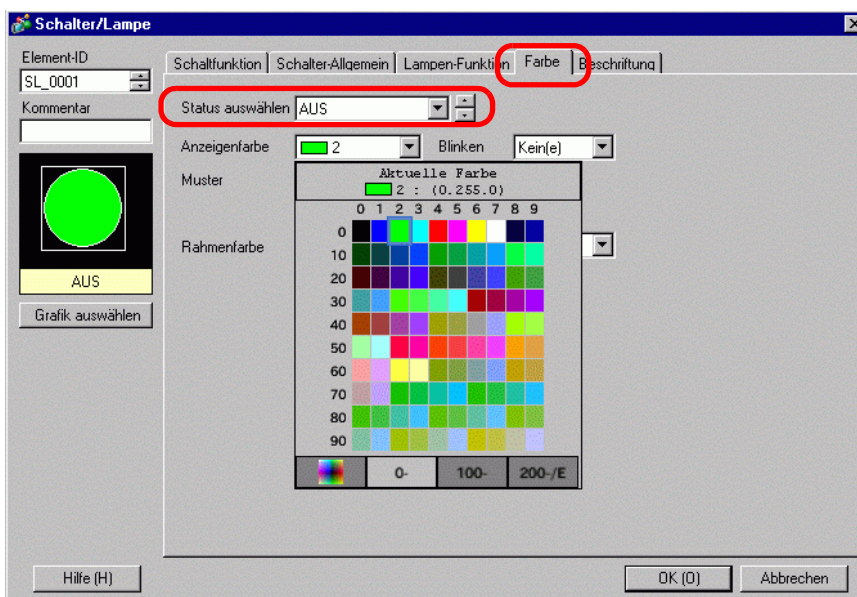 Schalter/Lampe
Element-ID
SL_0001
Kommentar
AUS
Grafik auswählen
Schaltfunktion
Schalter-Allgemein
Lampen-Funktion
Farbe
Beschriftung
Status auswählen AUS
Anzeigenfarbe 2 Blinken Kein(e)
Muster
Rahmenfarbe
Aktuelle Farbe
2 : (0.255.0)
0 1 2 3 4 5 6 7 8 9
0
10
20
30
40
50
60
70
80
90
0- 100- 200-/E
Hilfe (H) OK (O) Abbrechen